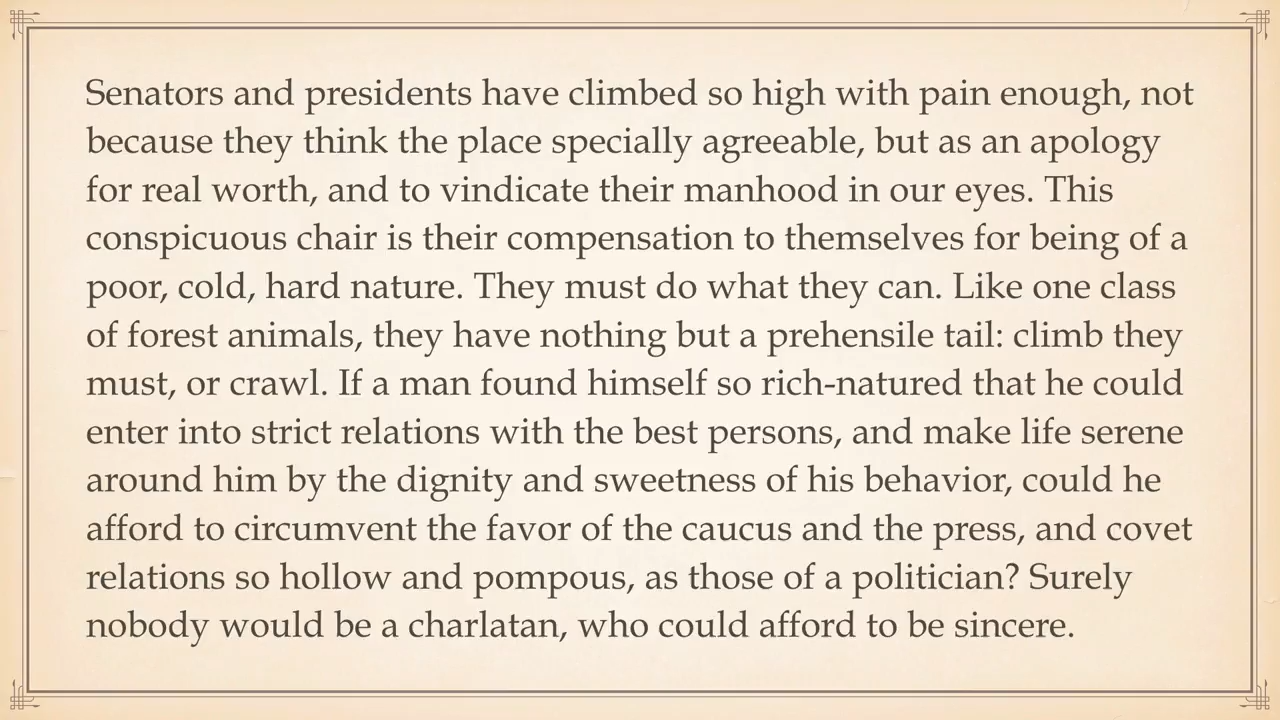 Senators and presidents have climbed so high with pain enough, not
because they think the place specially agreeable, but as an apology
for real worth, and to vindicate their manhood in our eyes. This
conspicuous chair is their compensation to themselves for being of a
poor, cold, hard nature. They must do what they can. Like one class
of forest animals, they have nothing but a prehensile tail: climb they
must, or crawl. If a man found himself so rich-natured that he could
enter into strict relations with the best persons, and make life serene
around him by the dignity and sweetness of his behavior, could he
afford to circumvent the favor of the caucus and the press, and covet
relations so hollow and pompous, as those of a politician? Surely
nobody would be a charlatan, who could afford to be sincere.